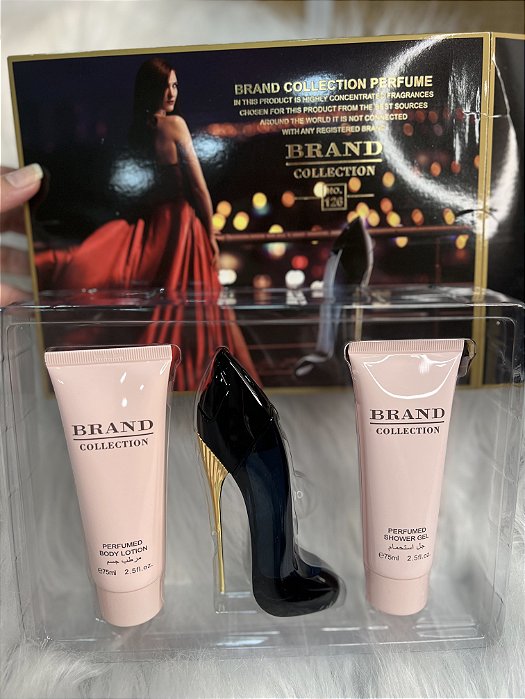 BRAND COLLECTION PERFUME
IN THIS PRODUCT IS HIGHLY CONCENTRATED FRAGRANCES
CHOSEN FOR THIS PRODUCT FROM THE BEST SOURCES
AROUND THE WORLD IT IS NOT CONNECTED
WITH ANY REGISTERED BRAND
BRAND
COLLECTION
NO.
126
BRAND
COLLECTION
PERFUMED
BODY LOTION
مرطب جسم
℮75ml 2.5fl.oz.
BRAND
COLLECTION
PERFUMED
SHOWER GEL
جل استحمام
℮75ml 2.5fl.oz.